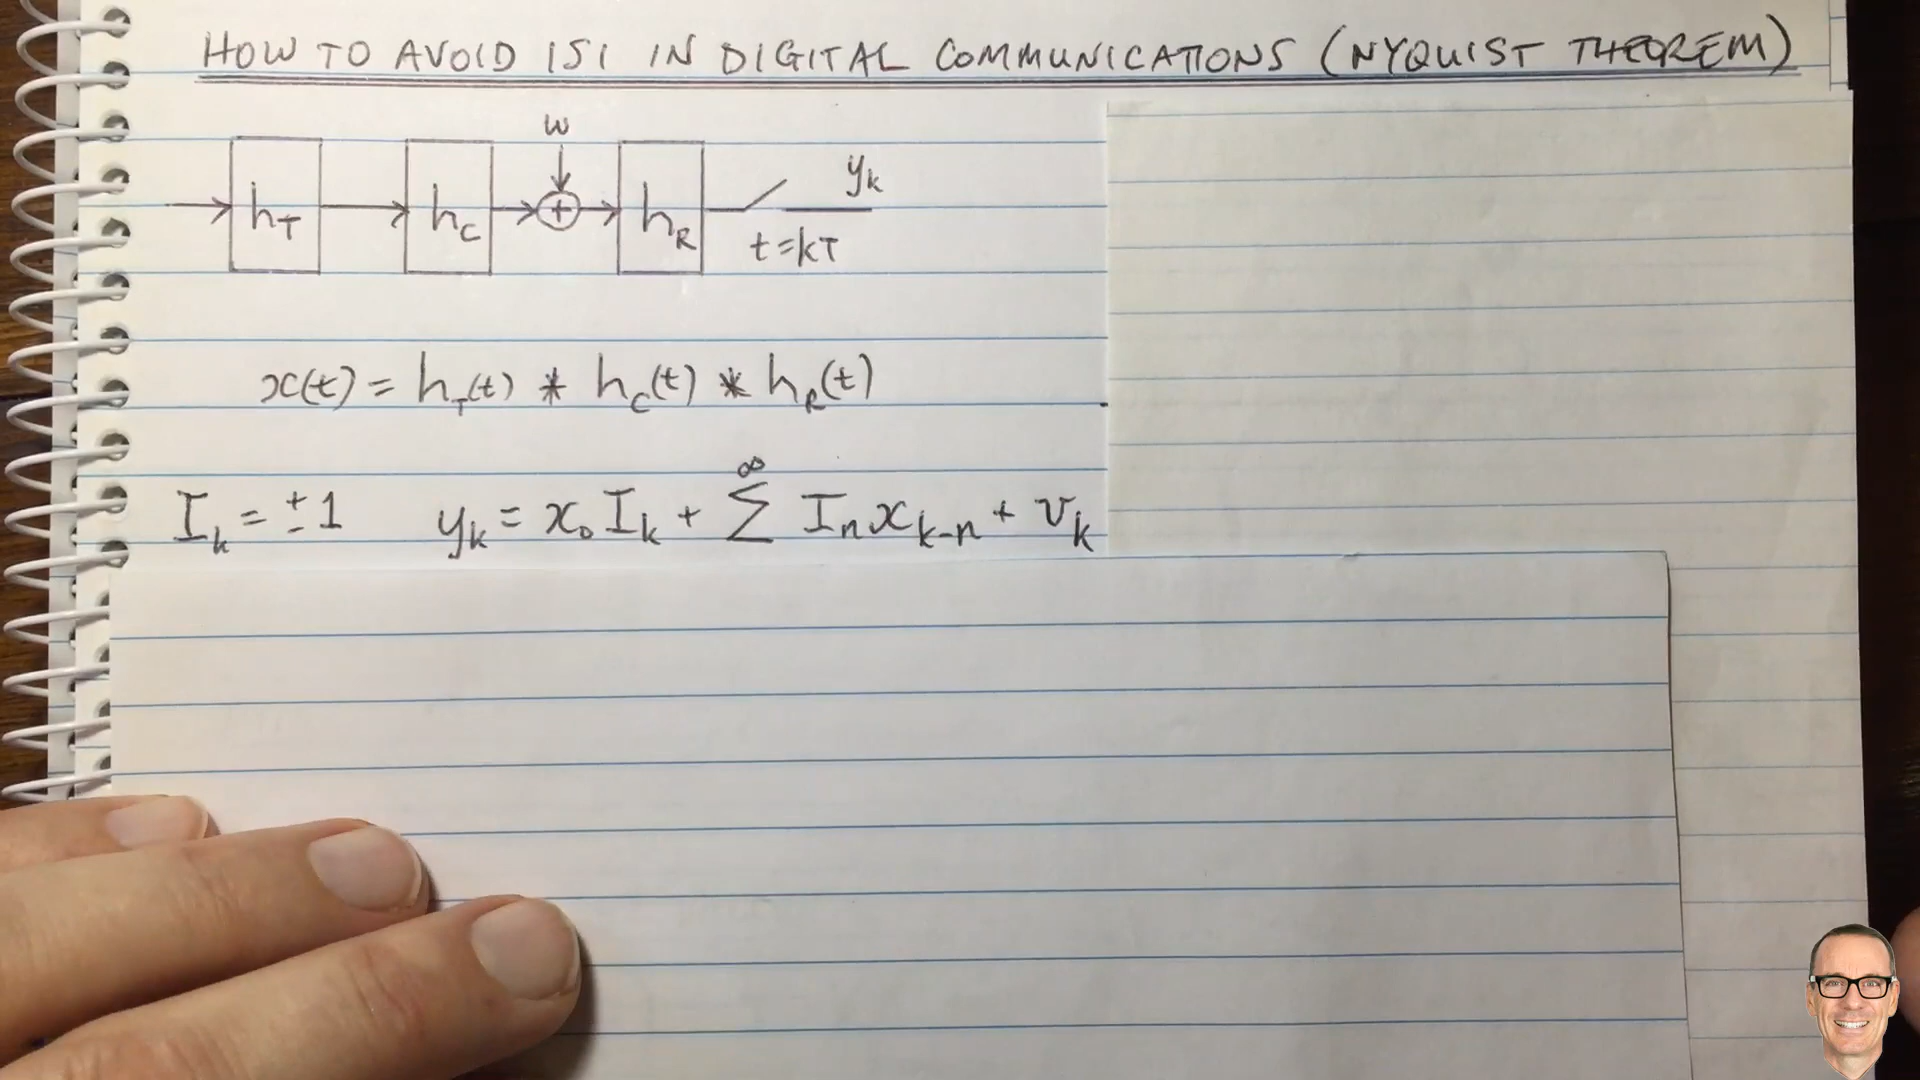 HOW TO AVOID ISI IN DIGITAL COMMUNICATIONS (NYQUIST THEOREM)
w
h_T h_C + h_R y_k
t=kT
x(t) = h_T(t) * h_C(t) * h_R(t)
I_k = ±1 y_k = x_0 I_k + ∑^∞ I_n x_{k-n} + v_k